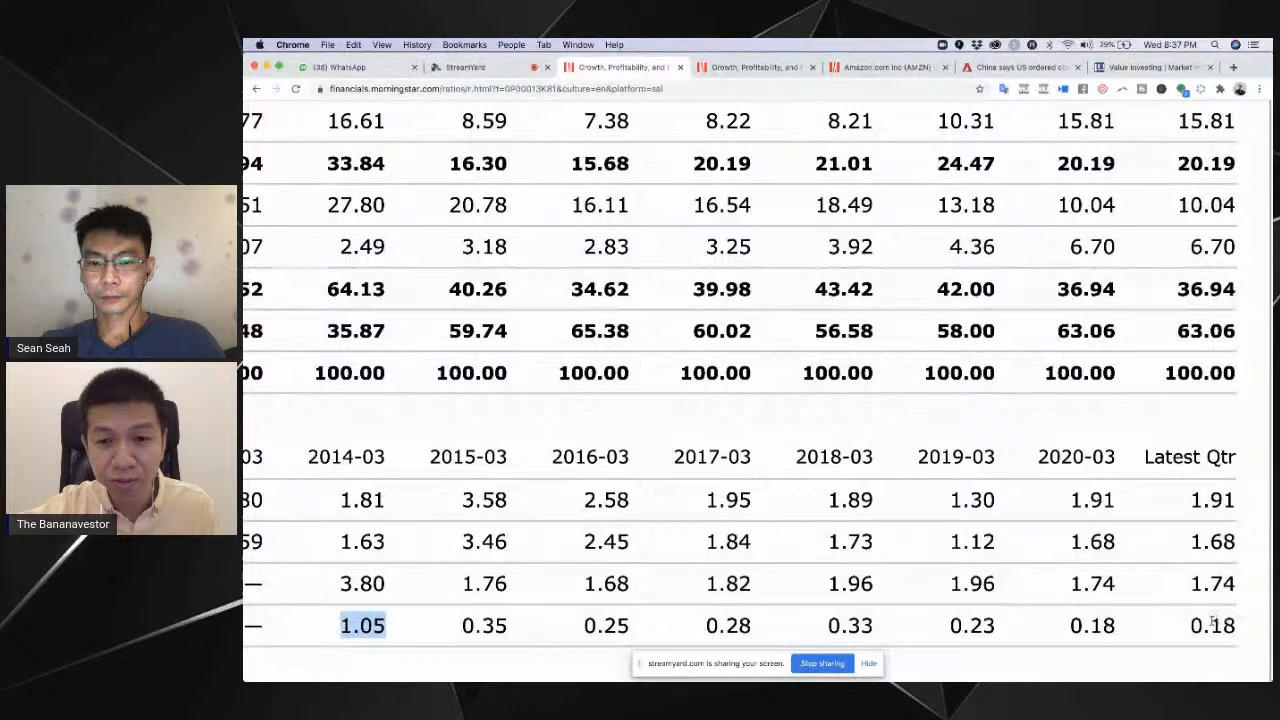 Chrome File Edit View History Bookmarks People Tab Window Help 29% Wed 8:37 PM
(38) WhatsApp StreamYard Growth, Profitability, and Growth, Profitability, and Amazon.com Inc (AMZN) China says US ordered Value Investing | Market
financials.morningstar.com/ratios/r.html?t=0P00013K81&culture=en&platform=sal
77 16.61 8.59 7.38 8.22 8.21 10.31 15.81 15.81
94 33.84 16.30 15.68 20.19 21.01 24.47 20.19 20.19
51 27.80 20.78 16.11 16.54 18.49 13.18 10.04 10.04
07 2.49 3.18 2.83 3.25 3.92 4.36 6.70 6.70
52 64.13 40.26 34.62 39.98 43.42 42.00 36.94 36.94
48 35.87 59.74 65.38 60.02 56.58 58.00 63.06 63.06
00 100.00 100.00 100.00 100.00 100.00 100.00 100.00 100.00
03 2014-03 2015-03 2016-03 2017-03 2018-03 2019-03 2020-03 Latest Qtr
80 1.81 3.58 2.58 1.95 1.89 1.30 1.91 1.91
59 1.63 3.46 2.45 1.84 1.73 1.12 1.68 1.68
— 3.80 1.76 1.68 1.82 1.96 1.96 1.74 1.74
— 1.05 0.35 0.25 0.28 0.33 0.23 0.18 0.18
streamyard.com is sharing your screen. Stop sharing Hide
Sean Seah
The Bananavestor